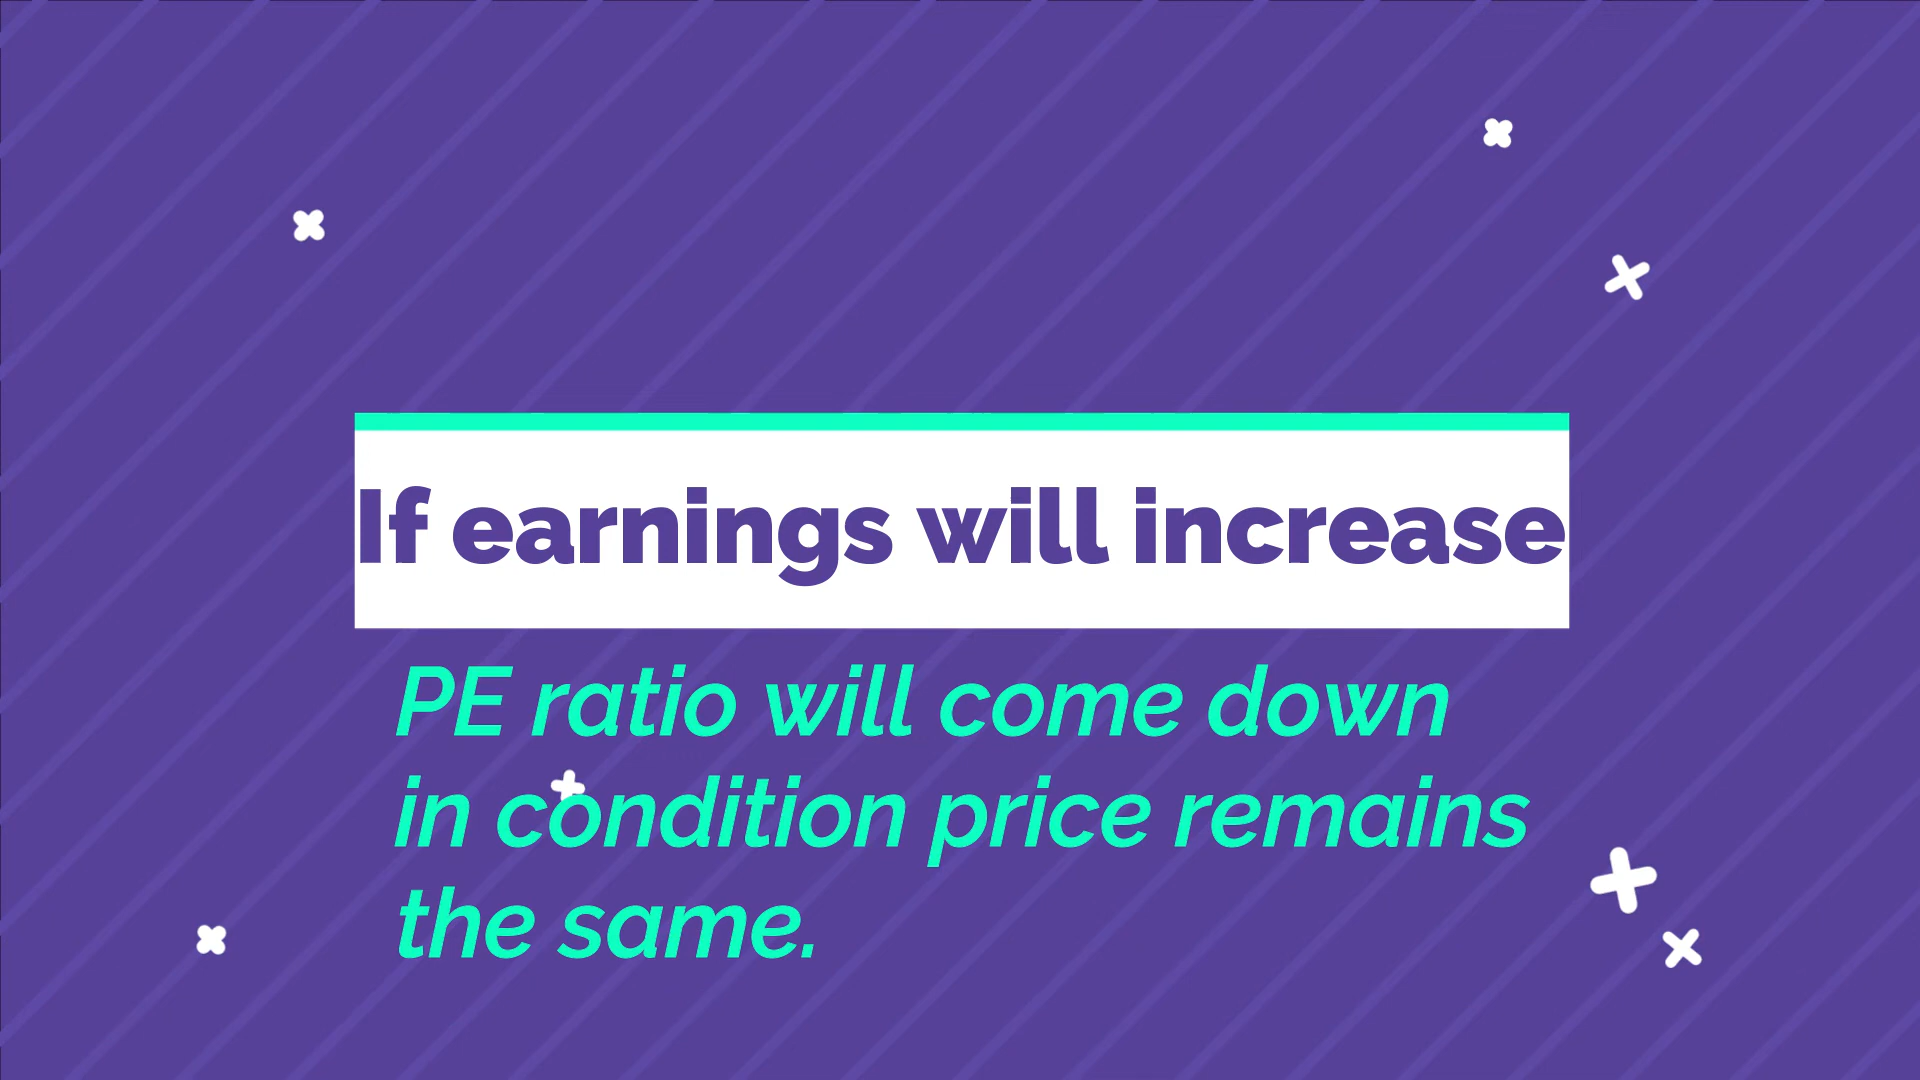 If earnings will increase
PE ratio will come down
in condition price remains
the same.